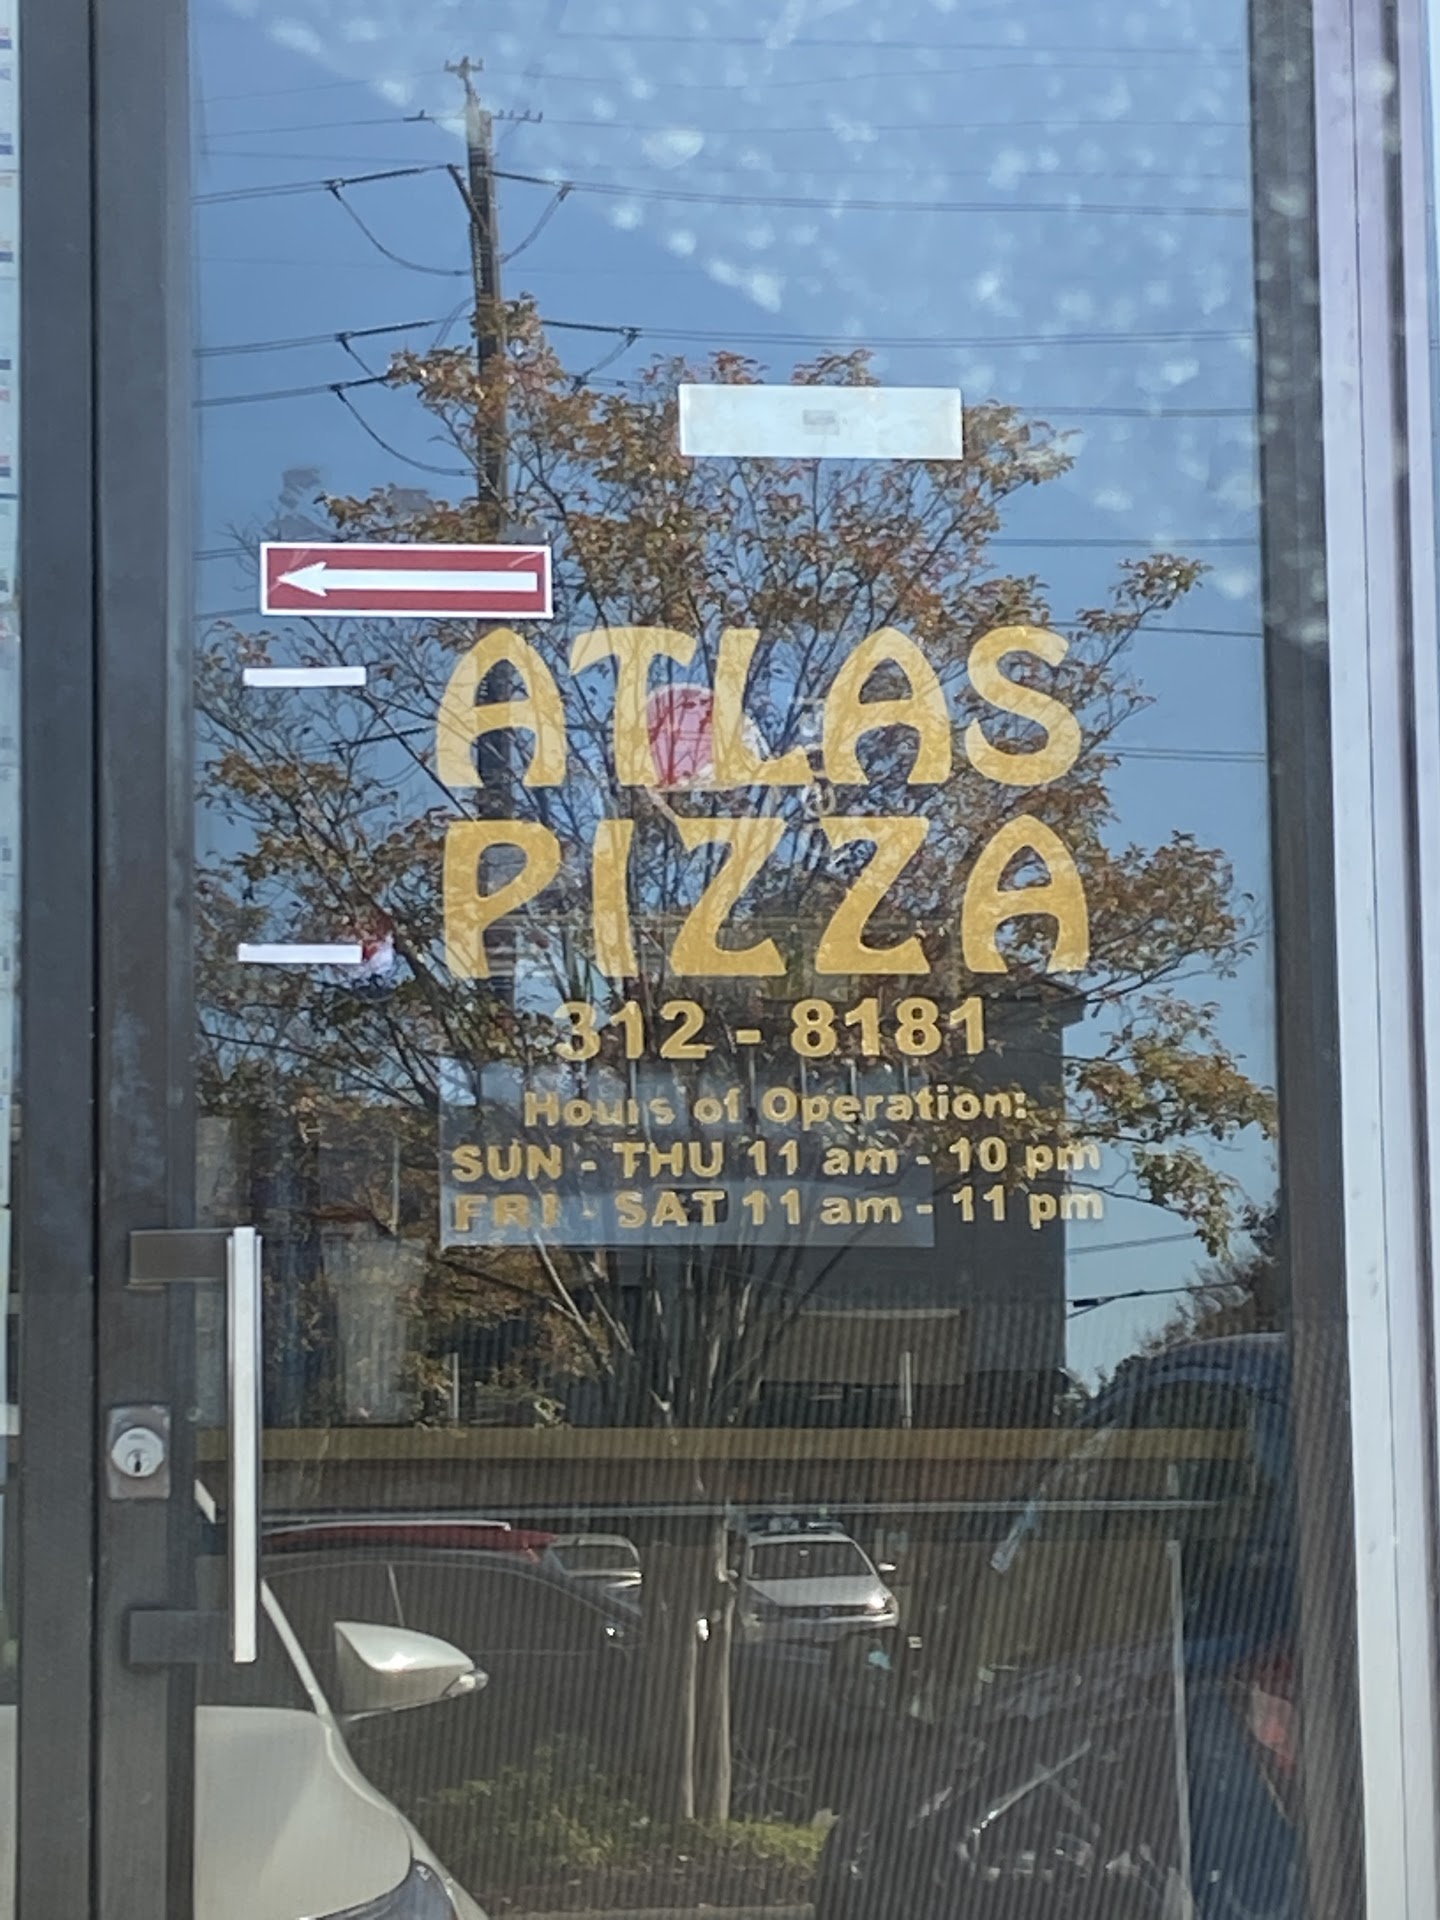 ATLAS
PIZZA
312 - 8181
Hours of Operation:
SUN - THU 11 am - 10 pm
FRI - SAT 11 am - 11 pm